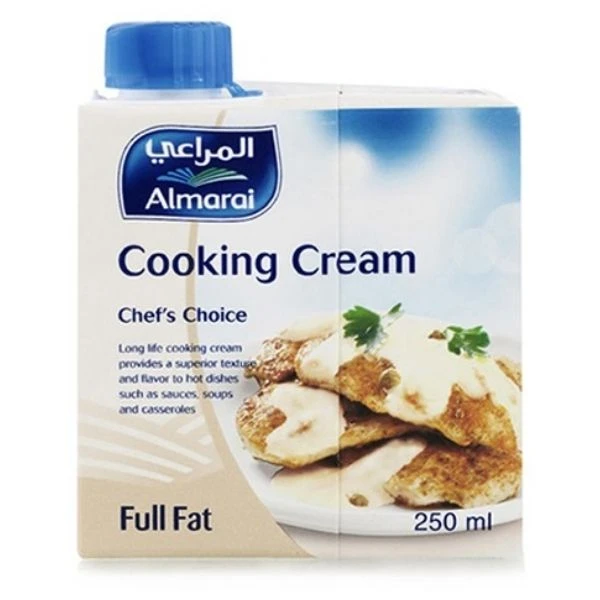 المراعي
Almarai
Cooking Cream
Chef's Choice
Long life cooking cream
provides a superior texture
and flavor to hot dishes
such as sauces, soups
and casseroles
Full Fat
250 ml